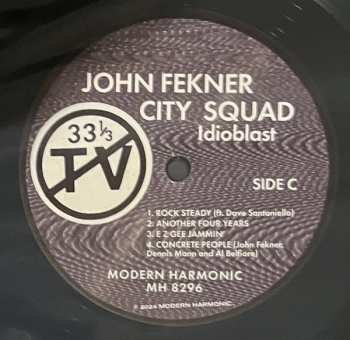 JOHN FEKNER
CITY SQUAD
Idioblast
33 1/3
TV
SIDE C
1. ROCK STEADY (ft. Dave Santaniello)
2. ANOTHER FOUR YEARS
3. E 2 GEE JAMMIN'
4. CONCRETE PEOPLE (John Fekner,
Dennis Mann and Al Belfiore)
MODERN HARMONIC
MH 8296
© 2024 MODERN HARMONIC.